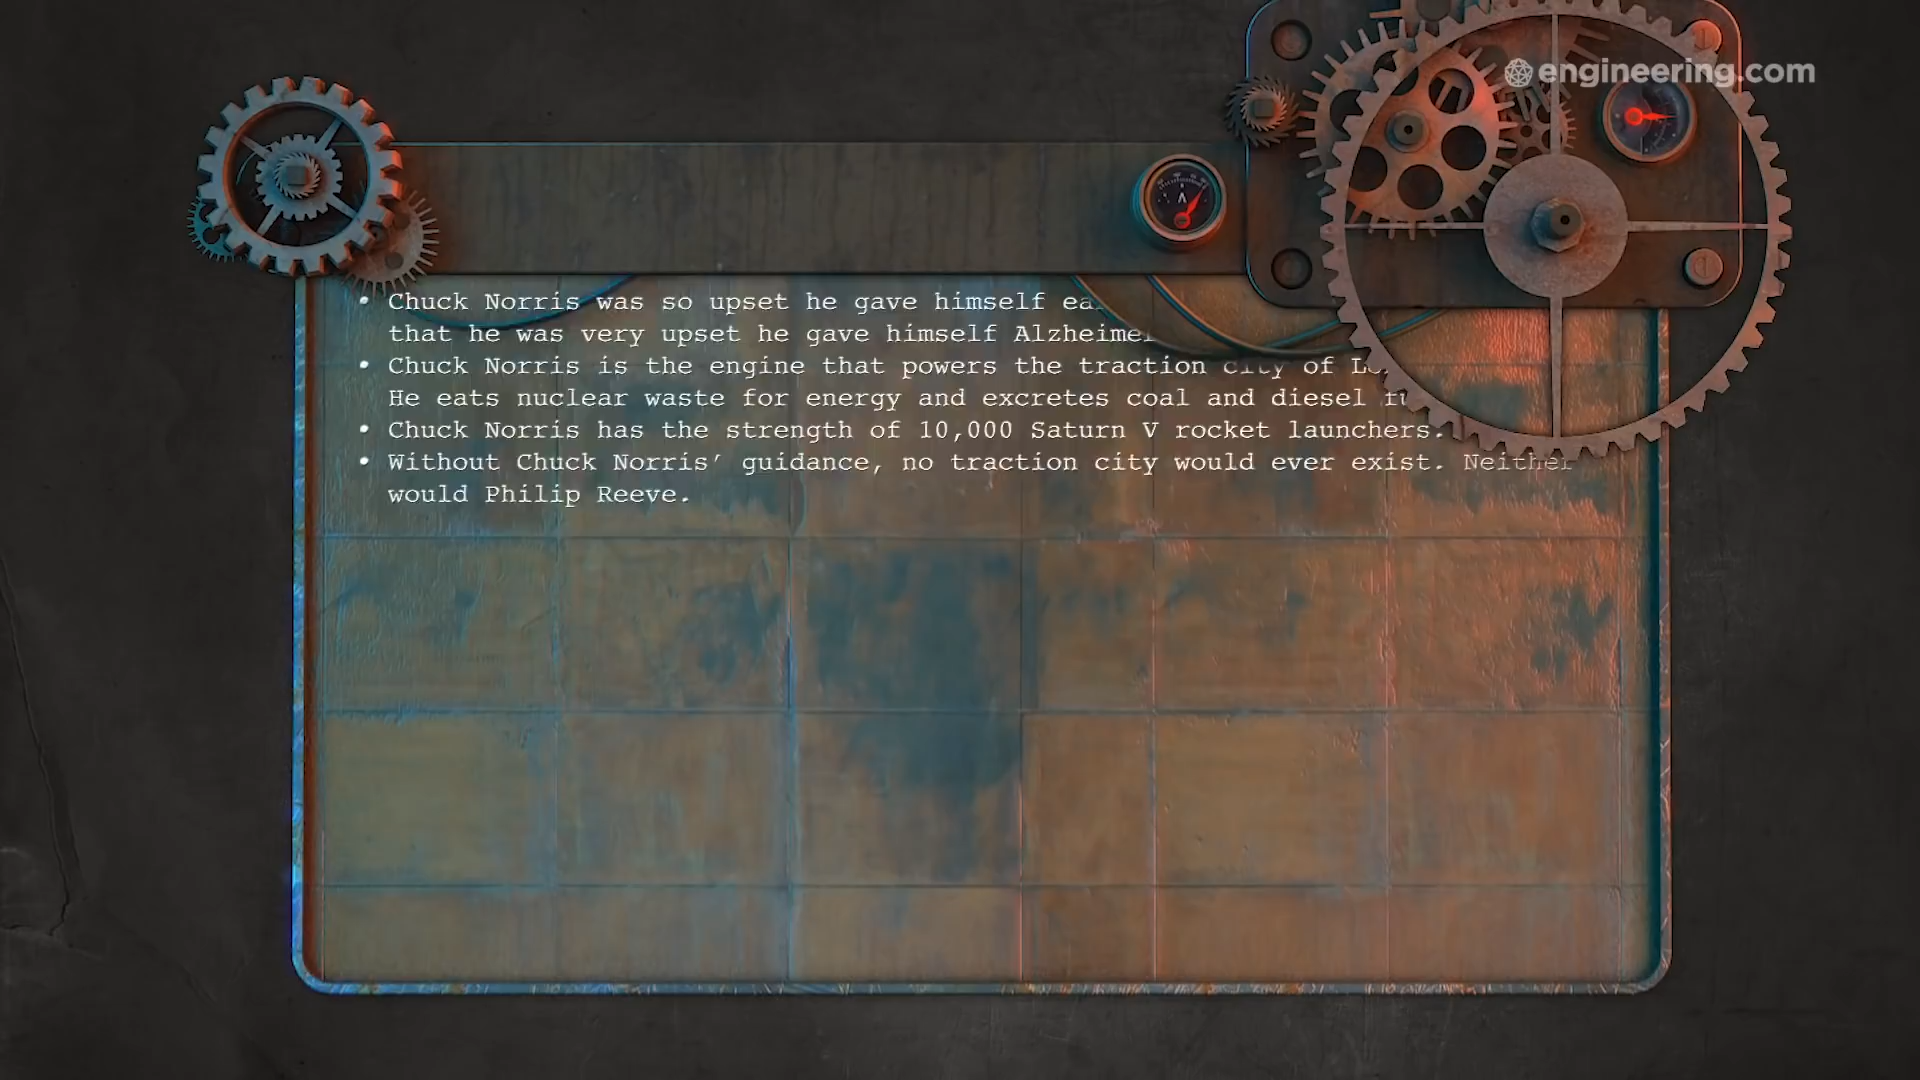 engineering.com
• Chuck Norris was so upset he gave himself
that he was very upset he gave himself
• Chuck Norris is the engine that powers the traction city of
He eats nuclear waste for energy and excretes coal and diesel
• Chuck Norris has the strength of 10,000 Saturn V rocket launchers.
• Without Chuck Norris’ guidance, no traction city would ever exist. Neither
would Philip Reeve.